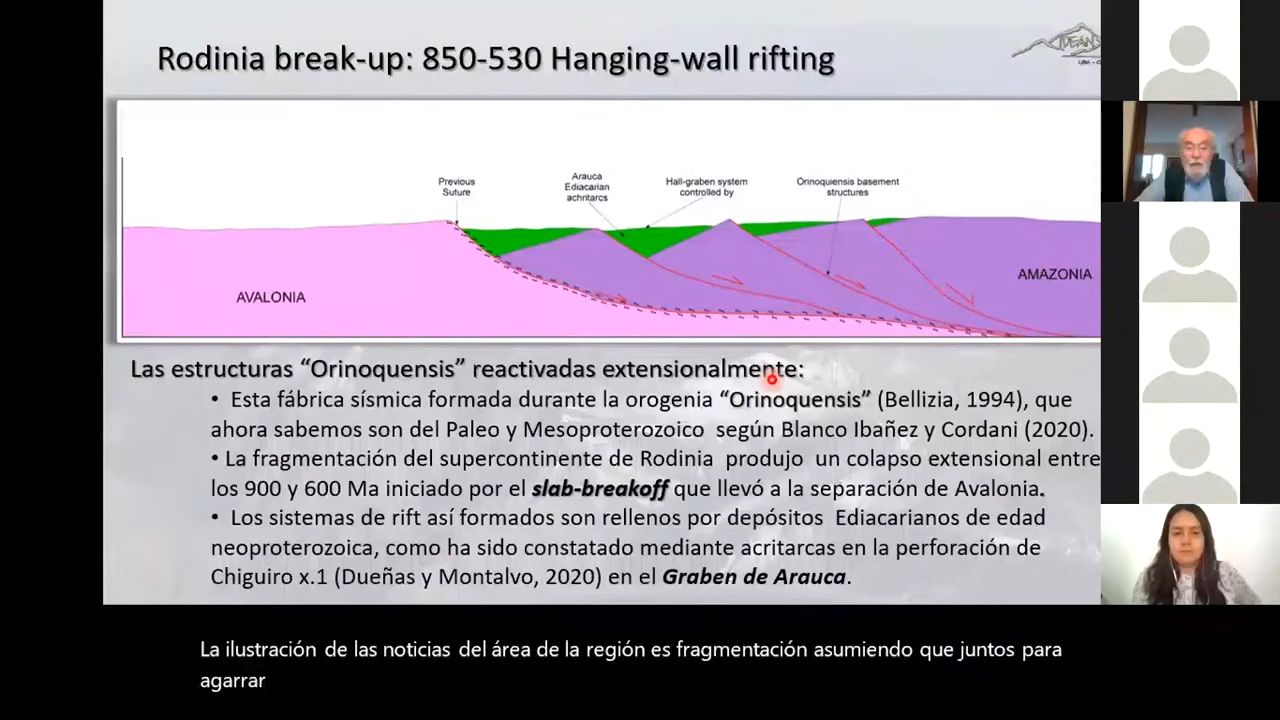 Rodinia break-up: 850-530 Hanging-wall rifting
IDEAN
UBA - C
Previous
Suture
Arauca
Ediacarian
achritarcs
Hall-graben system
controlled by
Orinoquiensis basement
structures
AVALONIA
AMAZONIA
Las estructuras “Orinoquensis” reactivadas extensionalmente:
• Esta fábrica sísmica formada durante la orogenia “Orinoquensis” (Bellizia, 1994), que
ahora sabemos son del Paleo y Mesoproterozoico según Blanco Ibañez y Cordani (2020).
• La fragmentación del supercontinente de Rodinia produjo un colapso extensional entre
los 900 y 600 Ma iniciado por el slab-breakoff que llevó a la separación de Avalonia.
• Los sistemas de rift así formados son rellenos por depósitos Ediacarianos de edad
neoproterozoica, como ha sido constatado mediante acritarcas en la perforación de
Chiguiro x.1 (Dueñas y Montalvo, 2020) en el Graben de Arauca.
La ilustración de las noticias del área de la región es fragmentación asumiendo que juntos para
agarrar